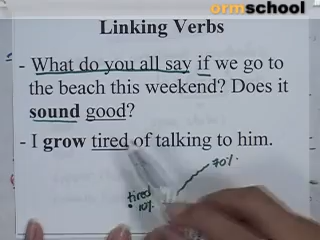 ormschool
Linking Verbs
- What do you all say if we go to
the beach this weekend? Does it
sound good?
- I grow tired of talking to him.
70%
tired
10%